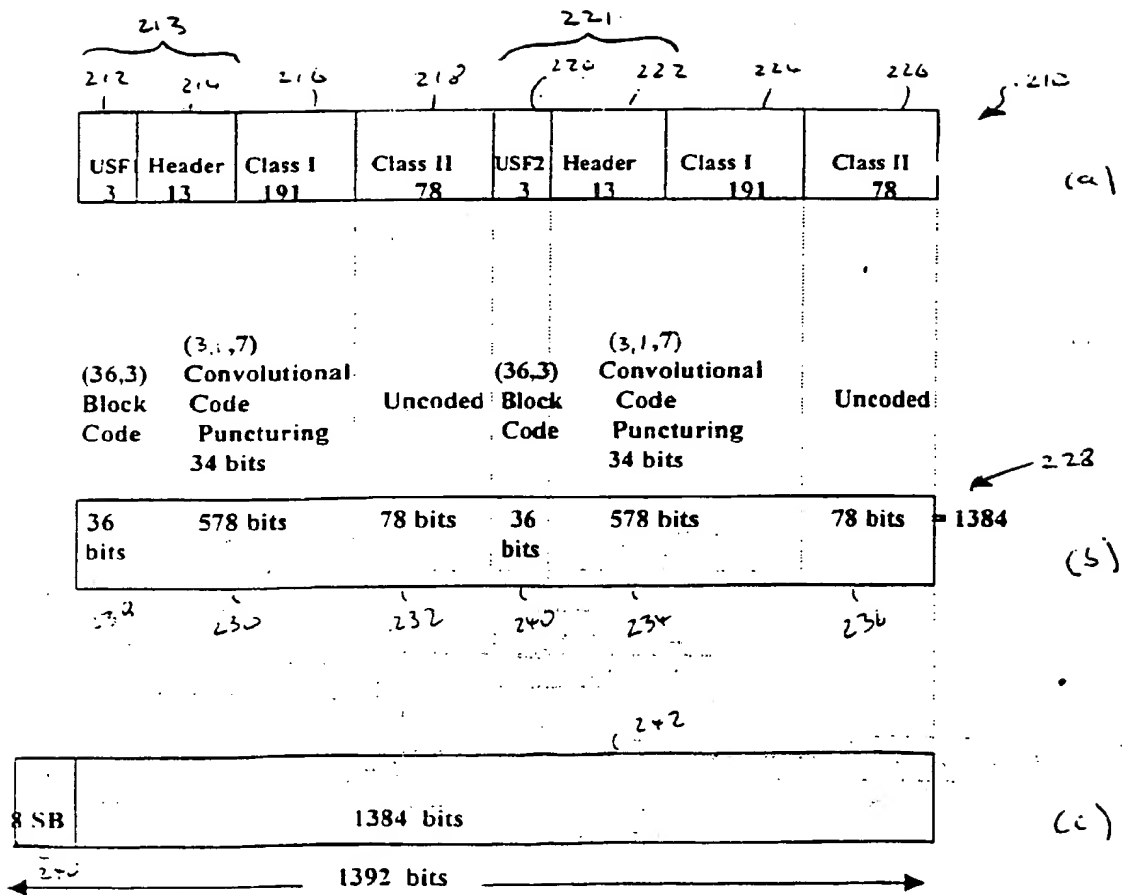 213 221
212 214 216 218 220 222 224 226 210
USF1 Header Class I Class II USF2 Header Class I Class II
3 13 191 78 3 13 191 78
(a)
(3,1,7) (3,1,7)
(36,3) Convolutional (36,3) Convolutional
Block Code Uncoded Block Code Uncoded
Code Puncturing Code Puncturing
34 bits 34 bits
228
36 578 bits 78 bits 36 578 bits 78 bits = 1384
bits bits
(b)
230 232 240 234 236
242
8 SB 1384 bits
(c)
1392 bits